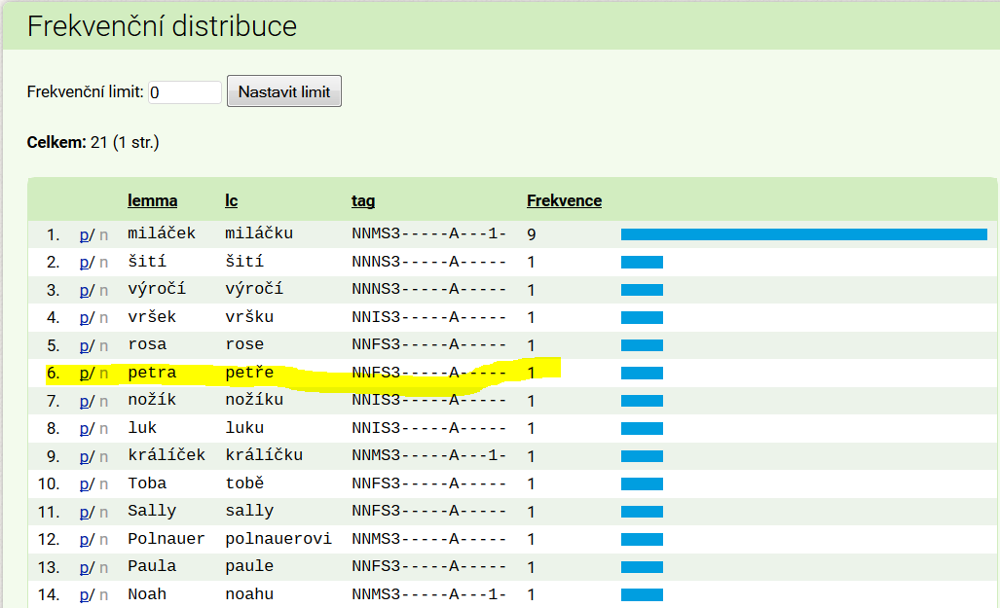 Frekvenční distribuce
Frekvenční limit: 0 Nastavit limit
Celkem: 21 (1 str.)
lemma lc tag Frekvence
1. p/ n miláček miláčku NNMS3-----A---1- 9
2. p/ n šití šití NNNS3-----A----- 1
3. p/ n výročí výročí NNNS3-----A----- 1
4. p/ n vršek vršku NNIS3-----A----- 1
5. p/ n rosa rose NNFS3-----A----- 1
6. p/ n petra petře NNFS3-----A----- 1
7. p/ n nožík nožíku NNIS3-----A----- 1
8. p/ n luk luku NNIS3-----A----- 1
9. p/ n králíček králíčku NNMS3-----A---1- 1
10. p/ n Toba tobě NNFS3-----A----- 1
11. p/ n Sally sally NNFS3-----A----- 1
12. p/ n Polnauer polnauerovi NNMS3-----A----- 1
13. p/ n Paula paule NNFS3-----A----- 1
14. p/ n Noah noahu NNMS3-----A---1- 1